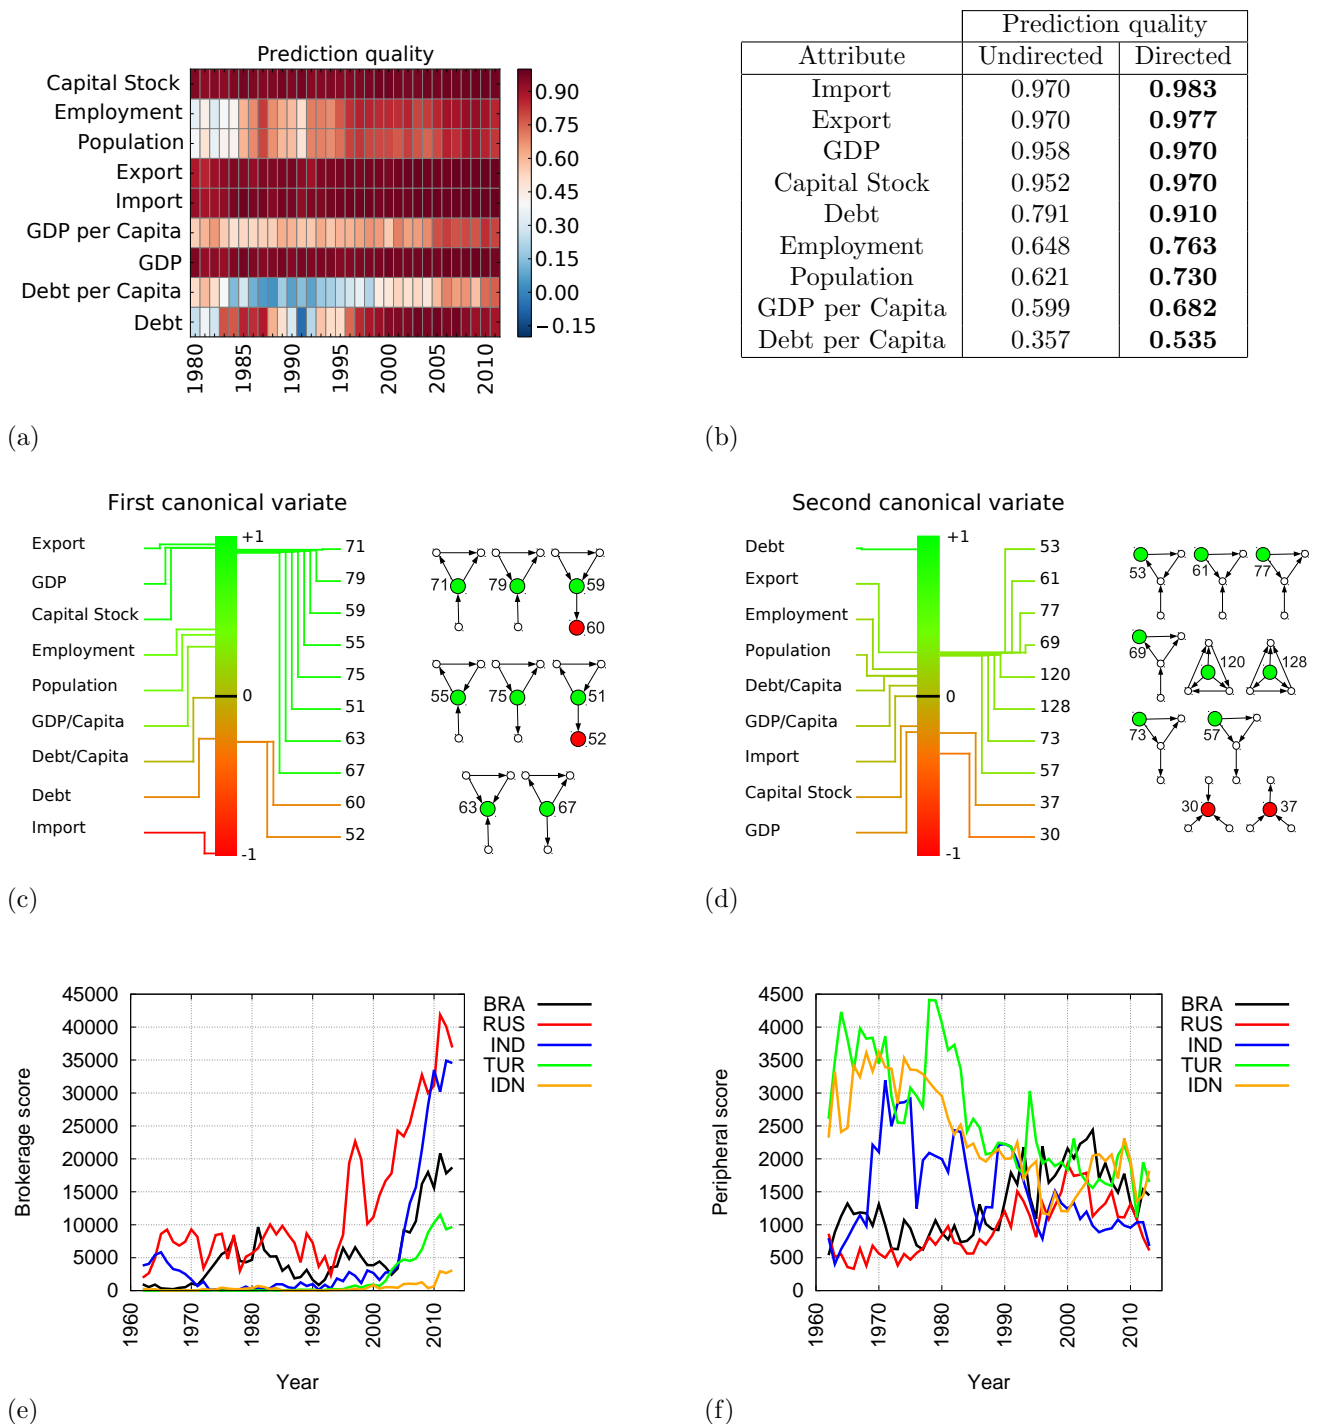 Prediction quality
Capital Stock
Employment
Population
Export
Import
GDP per Capita
GDP
Debt per Capita
Debt
0.90
0.75
0.60
0.45
0.30
0.15
0.00
−0.15
1980 1985 1990 1995 2000 2005 2010
(a)
Prediction quality
Attribute Undirected Directed
Import 0.970 0.983
Export 0.970 0.977
GDP 0.958 0.970
Capital Stock 0.952 0.970
Debt 0.791 0.910
Employment 0.648 0.763
Population 0.621 0.730
GDP per Capita 0.599 0.682
Debt per Capita 0.357 0.535
(b)
First canonical variate
Export
GDP
Capital Stock
Employment
Population
GDP/Capita
Debt/Capita
Debt
Import
+1
0
-1
71
79
59
55
75
51
63
67
60
52
71 79 59
60
55 75 51
52
63 67
(c)
Second canonical variate
Debt
Export
Employment
Population
Debt/Capita
GDP/Capita
Import
Capital Stock
GDP
+1
0
-1
53
61
77
69
120
128
73
57
37
30
53 61 77
69 120 128
73 57
30 37
(d)
45000
40000
35000
30000
25000
20000
15000
10000
5000
0
Brokerage score
1960 1970 1980 1990 2000 2010
Year
BRA
RUS
IND
TUR
IDN
(e)
4500
4000
3500
3000
2500
2000
1500
1000
500
0
Peripheral score
1960 1970 1980 1990 2000 2010
Year
BRA
RUS
IND
TUR
IDN
(f)